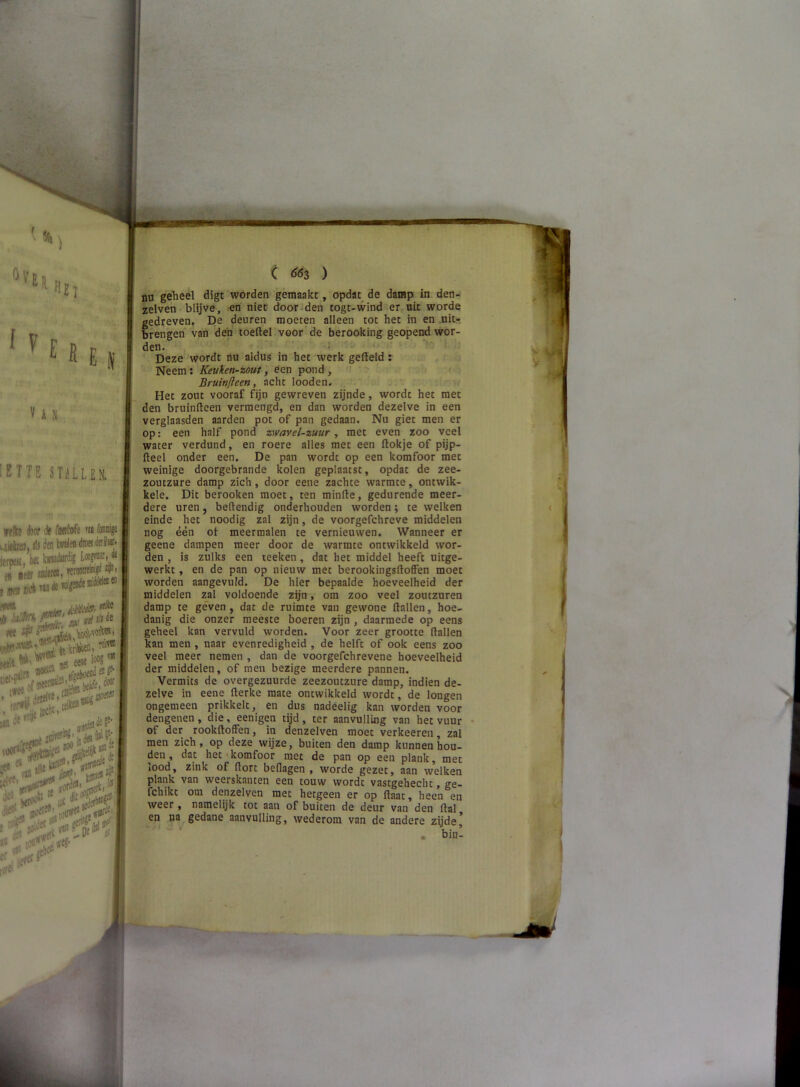 ( 663 )
nu geheel digt worden gemaakt, opdat de damp in den-
zelven blijve, en niet door den togt-wind er uit worde
gedreven. De deuren moeten alleen tot het in en uit-
brengen van den toestel voor de berooking geopend wor-
den.
Deze wordt nu aldus in het werk gesteld:
Neem: Keuken-zout, een pond,
Bruinsteen, acht looden.
Het zout vooraf fijn gewreven zijnde, wordt het met
den bruinsteen vermengd, en dan worden dezelve in een
verglaasden aarden pot of pan gedaan. Nu giet men er
op: een half pond zwavel-zuur, met even zoo veel
water verdund, en roere alles met een stokje of pijp-
steel onder een. De pan wordt op een komfoor met
weinige doorgebrande kolen geplaatst, opdat de zee-
zoutzure damp zich, door eene zachte warmte, ontwik-
kele. Dit berooken moet, ten minste, gedurende meer-
dere uren, bestendig onderhouden worden; te welken
einde het noodig zal zijn, de voorgeschreve middelen
nog één of meermalen te vernieuwen. Wanneer er
geene dampen meer door de warmte ontwikkeld wor-
den, is zulks een teeken, dat het middel heeft uitge-
werkt, en de pan op nieuw met berookingsstoffen moet
worden aangevuld. De hier bepaalde hoeveelheid der
middelen zal voldoende zijn, om zoo veel zoutzuren
damp te geven, dat de ruimte van gewone stallen, hoe-
danig die onzer meeste boeren zijn, daarmede op eens
geheel kan vervuld worden. Voor zeer groote stallen
kan men, naar evenredigheid, de helft of ook eens zoo
veel meer nemen, dan de voorgeschrevene hoeveelheid
der middelen, of men bezige meerdere pannen.
Vermits de overgezuurde zeezoutzure damp, indien de-
zelve in eene sterke mate ontwikkeld wordt, de longen
ongemeen prikkelt, en dus nadeelig kan worden voor
dengenen, die, eenigen tijd, ter aanvulling van het vuur
of der rookstoffen, in denzelven moet verkeeren, zal
men zich, op deze wijze, buiten den damp kunnen hou-
den, dat het komfoor met de pan op een plank, met
lood, zink of stort beslagen, worde gezet, aan welken
plank van weerskanten een touw wordt vastgehecht, ge-
schikt om denzelven met hetgeen er op staat, heen en
weer, namelijk tot aan of buiten de deur van den stal,
en na gedane aanvulling, wederom van de andere zijde,
bin-
OVER HET
IVEREN
VAN
STALLEN.